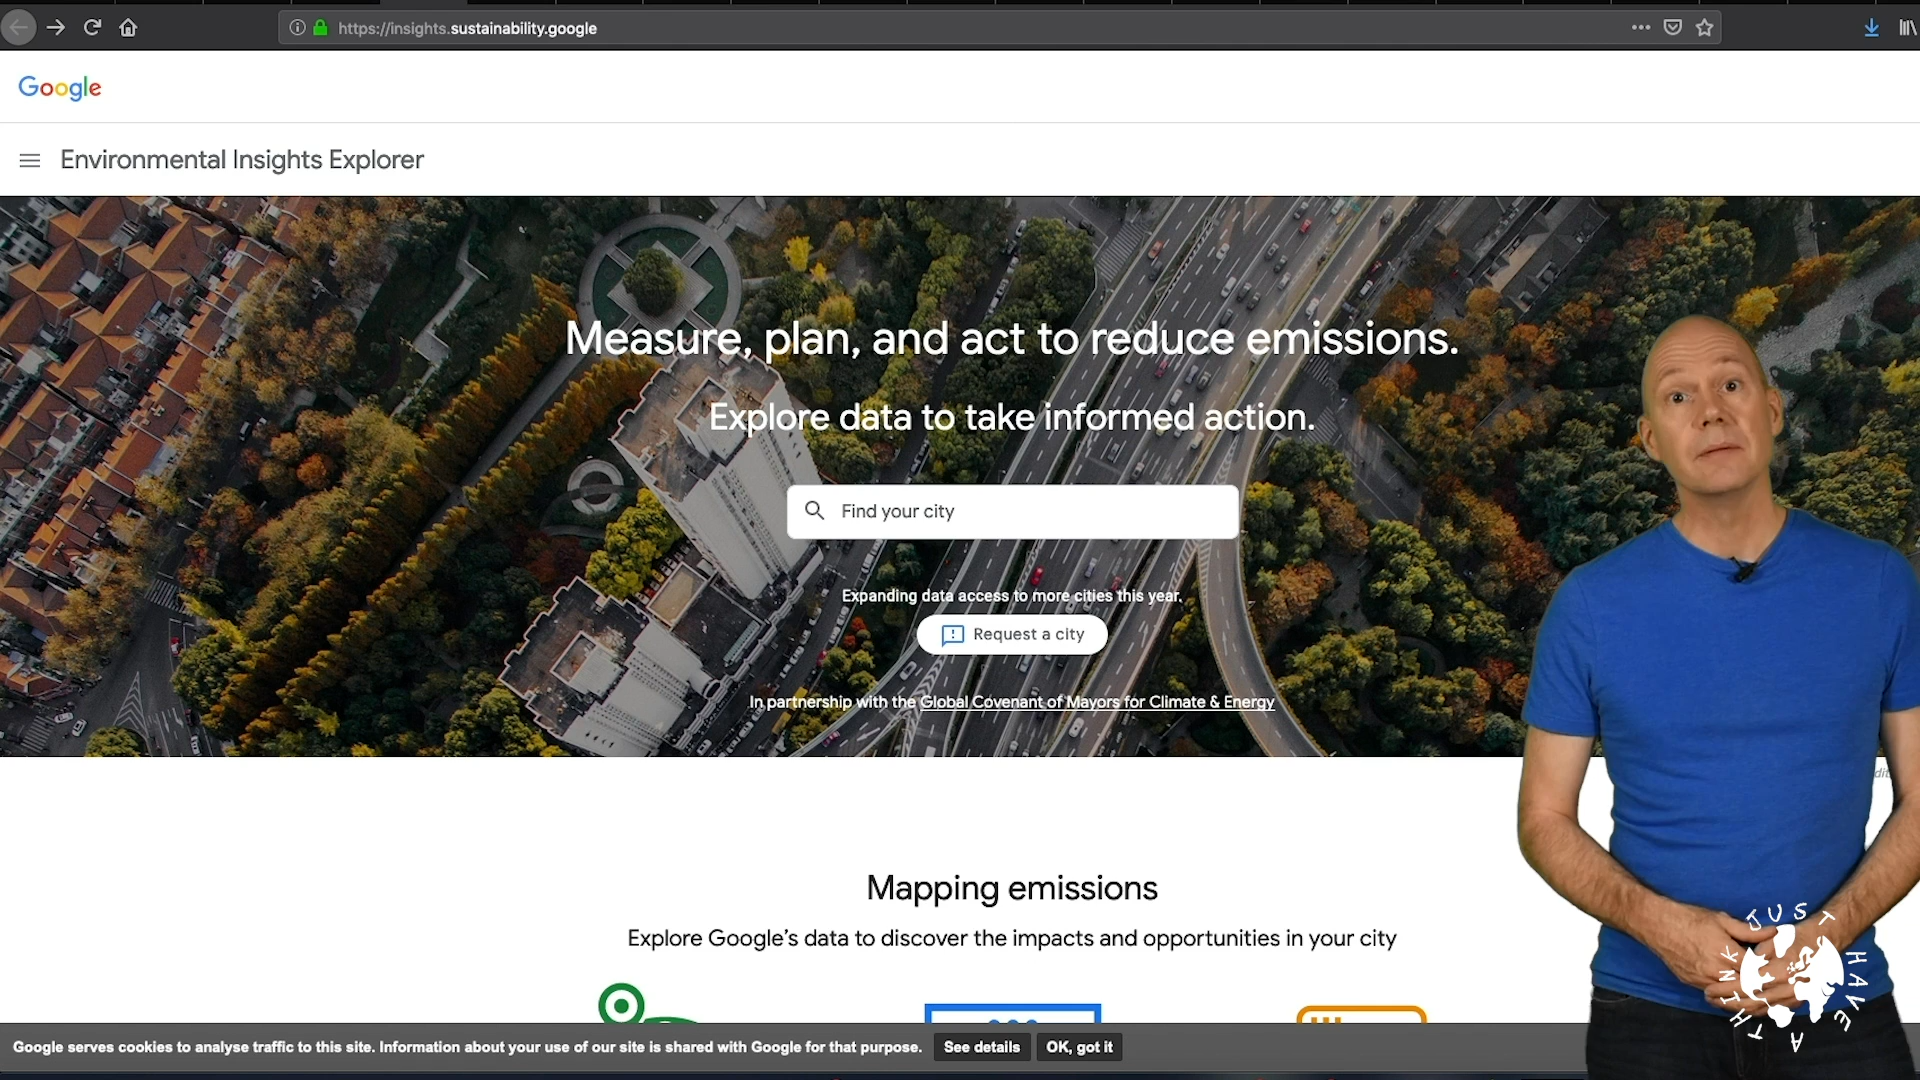 https://insights.sustainability.google
Google
Environmental Insights Explorer
Measure, plan, and act to reduce emissions.
Explore data to take informed action.
Find your city
Expanding data access to more cities this year.
Request a city
In partnership with the Global Covenant of Mayors for Climate & Energy
Mapping emissions
Explore Google's data to discover the impacts and opportunities in your city
Google serves cookies to analyse traffic to this site. Information about your use of our site is shared with Google for that purpose.
See details
OK, got it
JUST HAVE A THINK